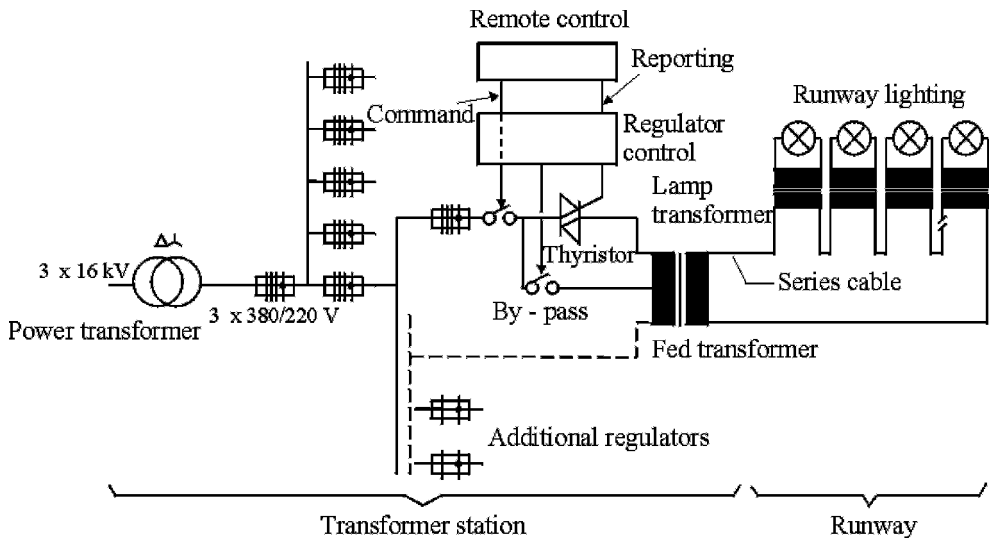 Remote control
Reporting
Command
Runway lighting
Regulator
control
Lamp
transformer
Δ
3 x 16 kV
Thyristor
Series cable
3 x 380/220 V
By - pass
Power transformer
Fed transformer
Additional regulators
Transformer station
Runway